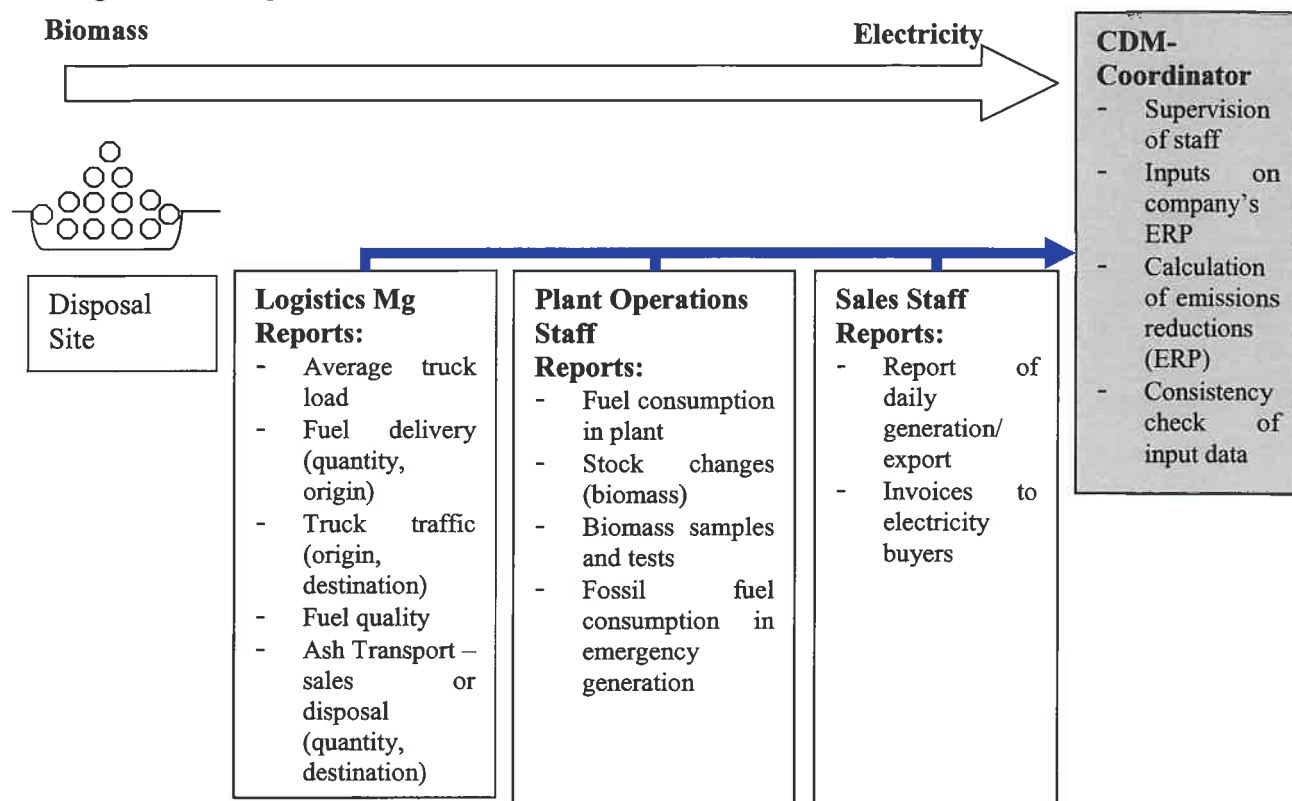 Biomass
Electricity
Disposal
Site
Logistics Mg
Reports:
- Average truck
load
- Fuel delivery
(quantity,
origin)
- Truck traffic
(origin,
destination)
- Fuel quality
- Ash Transport –
sales or
disposal
(quantity,
destination)
Plant Operations
Staff
Reports:
- Fuel consumption
in plant
- Stock changes
(biomass)
- Biomass samples
and tests
- Fossil fuel
consumption in
emergency
generation
Sales Staff
Reports:
- Report of
daily
generation/
export
- Invoices to
electricity
buyers
CDM-
Coordinator
- Supervision
of staff
- Inputs on
company's
ERP
- Calculation
of emissions
reductions
(ERP)
- Consistency
check of
input data